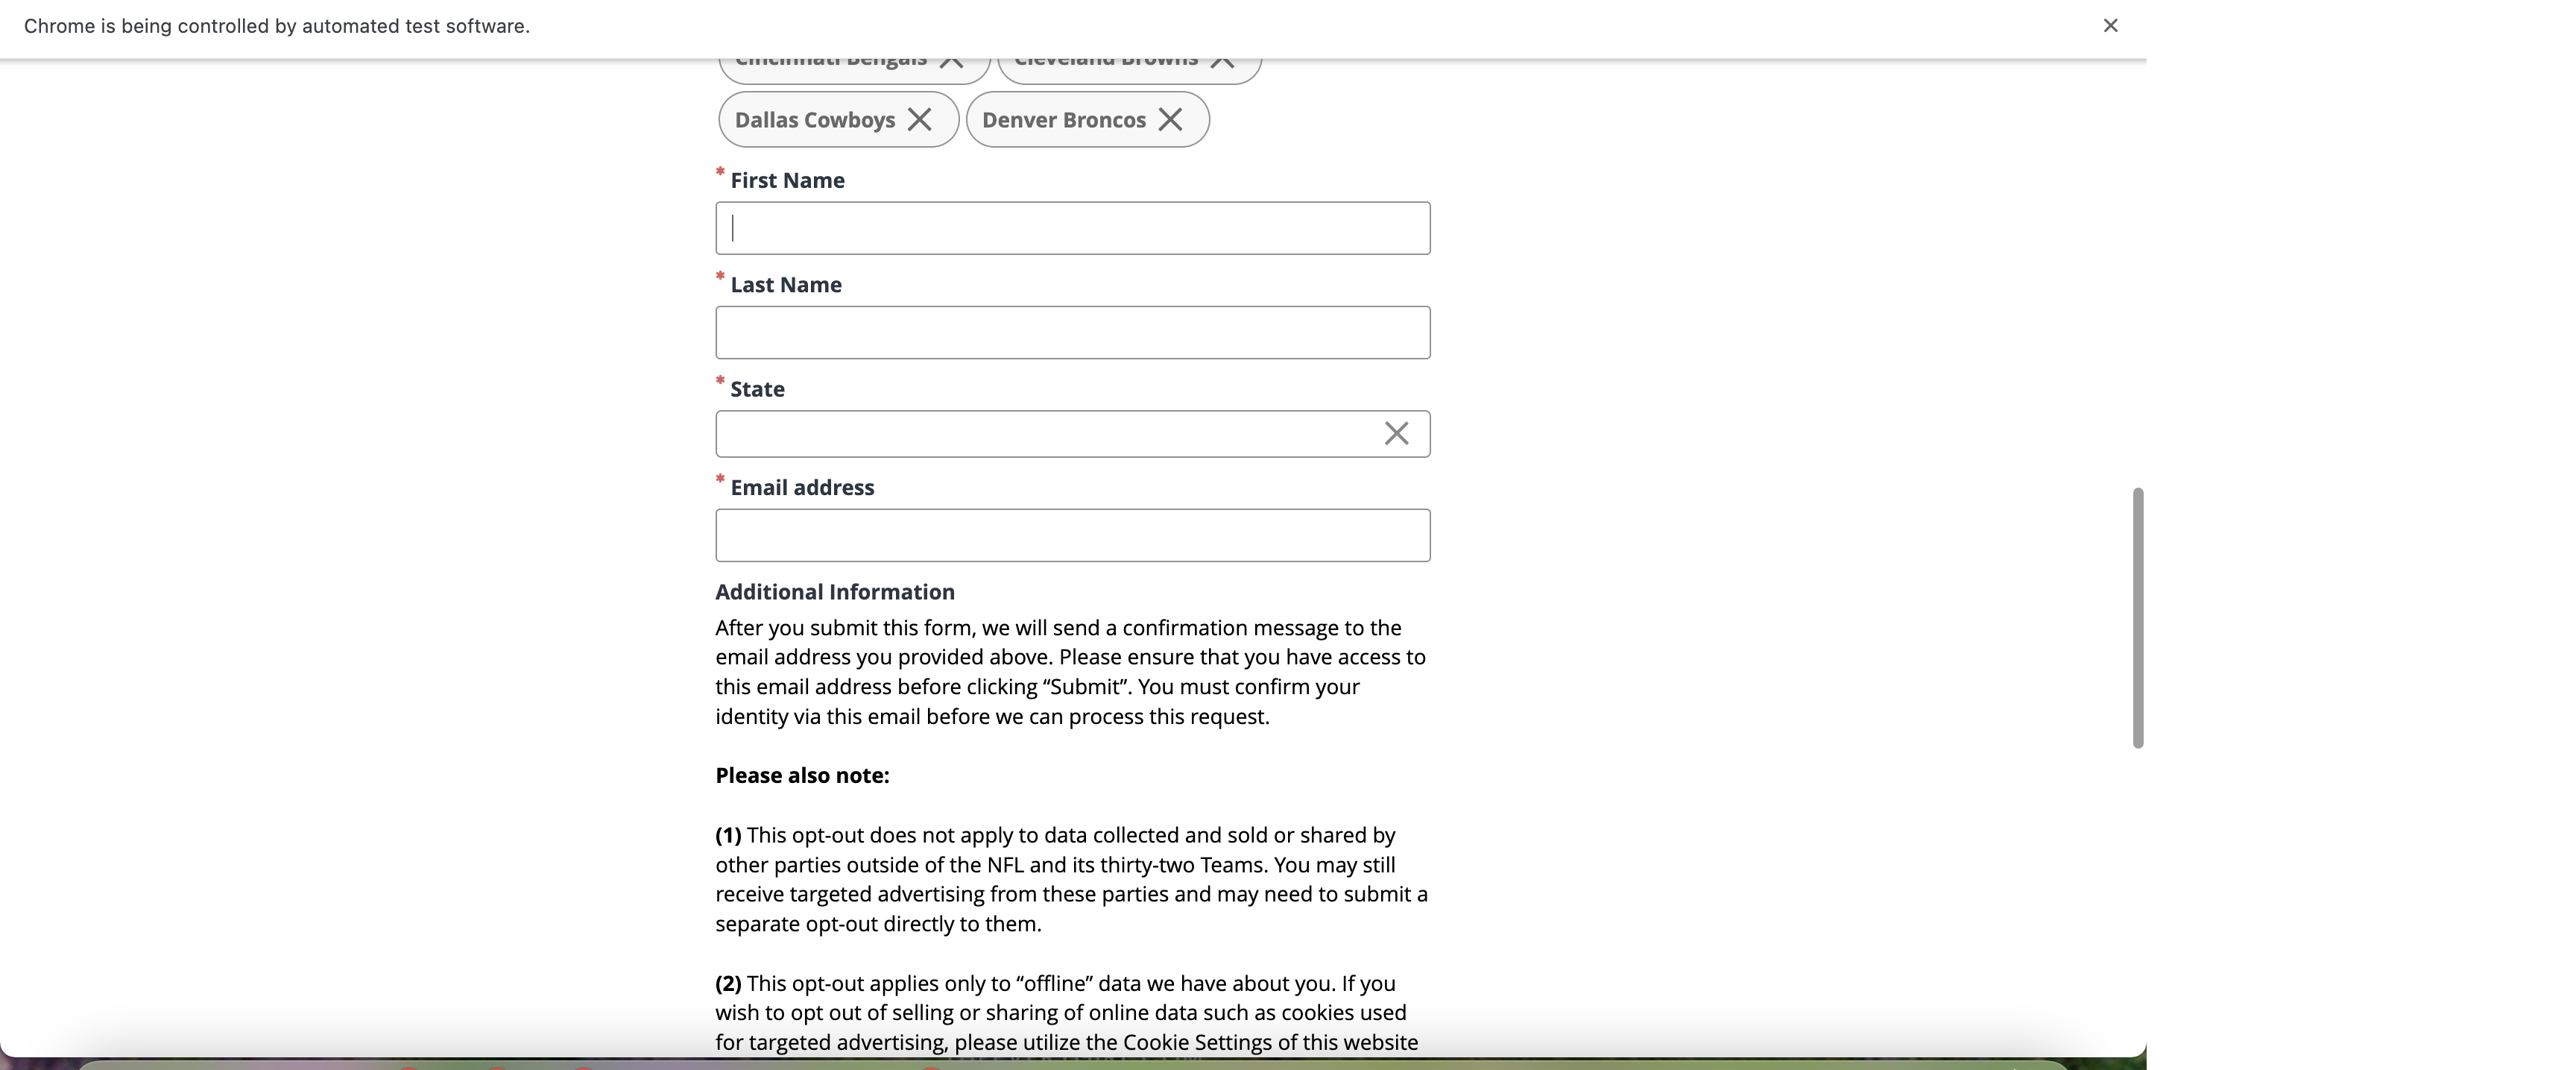 Chrome is being controlled by automated test software.
Cincinnati Bengals Cleveland Browns
Dallas Cowboys Denver Broncos
* First Name
* Last Name
* State
* Email address
Additional Information
After you submit this form, we will send a confirmation message to the
email address you provided above. Please ensure that you have access to
this email address before clicking “Submit”. You must confirm your
identity via this email before we can process this request.
Please also note:
(1) This opt-out does not apply to data collected and sold or shared by
other parties outside of the NFL and its thirty-two Teams. You may still
receive targeted advertising from these parties and may need to submit a
separate opt-out directly to them.
(2) This opt-out applies only to “offline” data we have about you. If you
wish to opt out of selling or sharing of online data such as cookies used
for targeted advertising, please utilize the Cookie Settings of this website